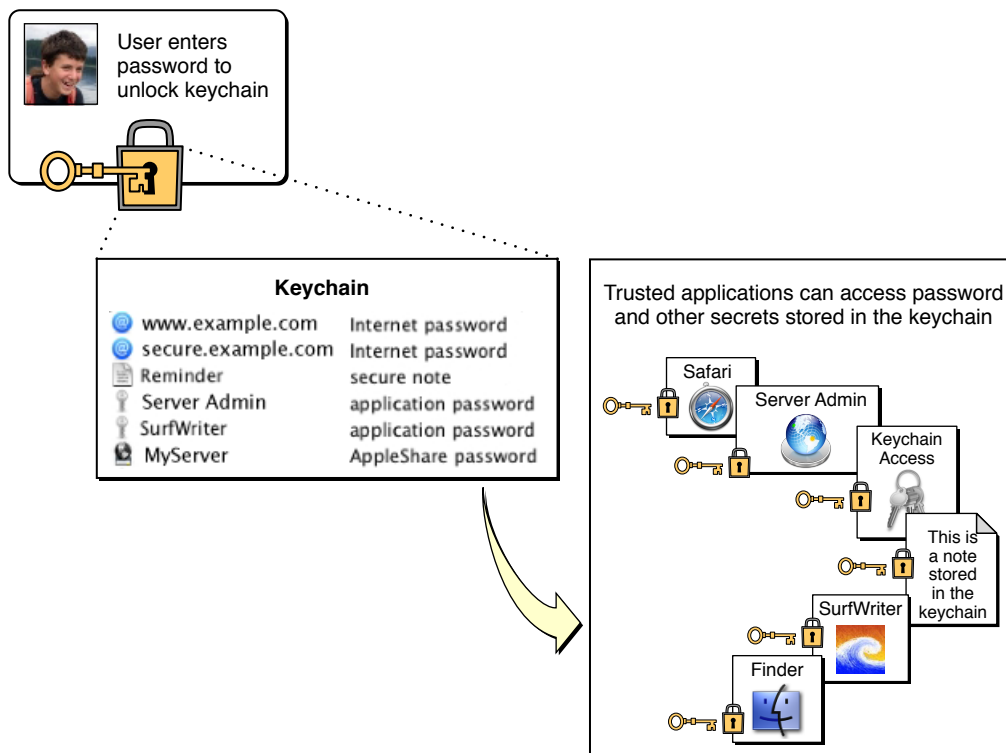 User enters
password to
unlock keychain
Keychain
www.example.com Internet password
secure.example.com Internet password
Reminder secure note
Server Admin application password
SurfWriter application password
MyServer AppleShare password
Trusted applications can access password
and other secrets stored in the keychain
Safari
Server Admin
Keychain
Access
This is
a note
stored
in the
keychain
SurfWriter
Finder